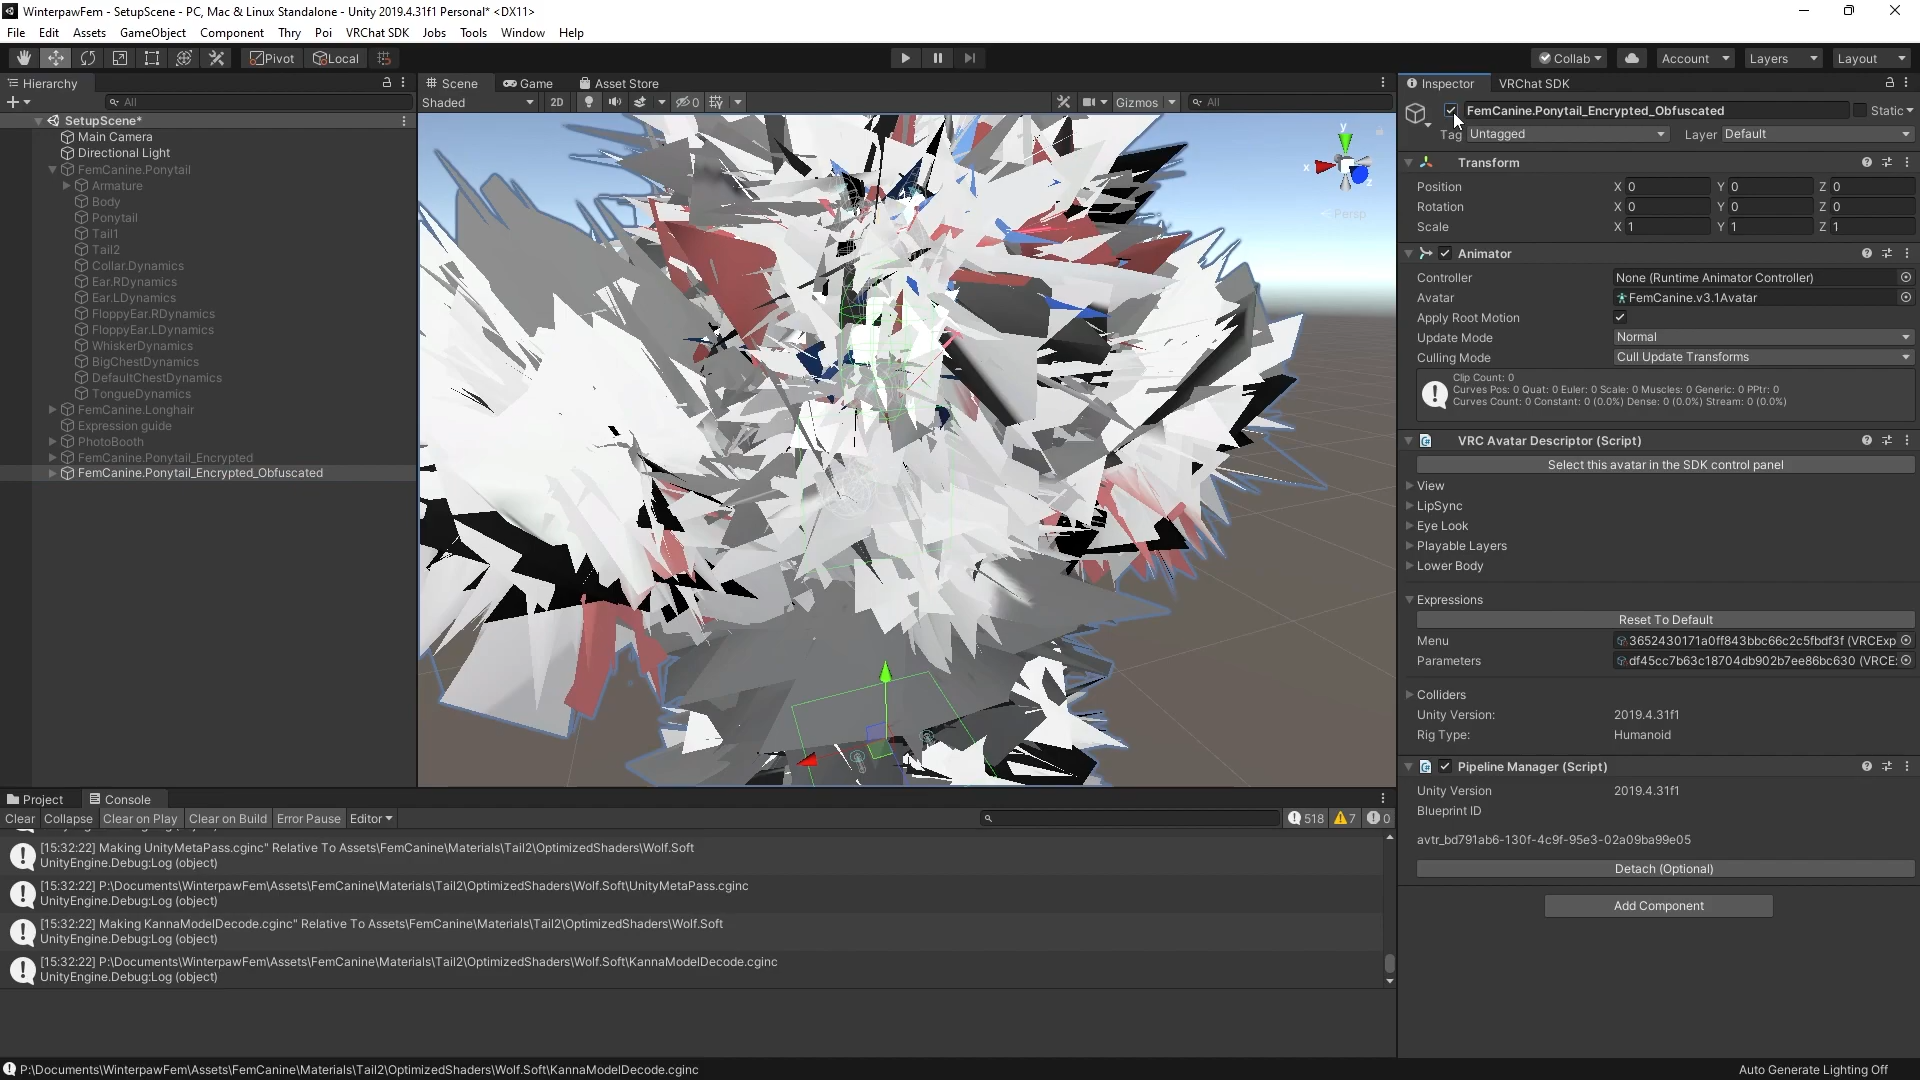 WinterpawFem - SetupScene - PC, Mac & Linux Standalone - Unity 2019.4.31f1 Personal* <DX11>
File Edit Assets GameObject Component Thry Poi VRChat SDK Jobs Tools Window Help
Pivot Local Collab Account Layers Layout
Hierarchy
All
SetupScene*
Main Camera
Directional Light
FemCanine.Ponytail
Armature
Body
Ponytail
Tail1
Tail2
Collar.Dynamics
Ear.RDynamics
Ear.LDynamics
FloppyEar.RDynamics
FloppyEar.LDynamics
WhiskerDynamics
BigChestDynamics
DefaultChestDynamics
TongueDynamics
FemCanine.Longhair
Expression guide
PhotoBooth
FemCanine.Ponytail_Encrypted
FemCanine.Ponytail_Encrypted_Obfuscated
Scene Game Asset Store
Shaded 2D 0 Gizmos All
y
x
z
Persp
Inspector VRChat SDK
FemCanine.Ponytail_Encrypted_Obfuscated Static
Tag Untagged Layer Default
Transform
Position X 0 Y 0 Z 0
Rotation X 0 Y 0 Z 0
Scale X 1 Y 1 Z 1
Animator
Controller None (Runtime Animator Controller)
Avatar FemCanine.v3.1Avatar
Apply Root Motion
Update Mode Normal
Culling Mode Cull Update Transforms
Clip Count: 0
Curves Pos: 0 Quat: 0 Euler: 0 Scale: 0 Muscles: 0 Generic: 0 PPtr: 0
Curves Count: 0 Constant: 0 (0.0%) Dense: 0 (0.0%) Stream: 0 (0.0%)
VRC Avatar Descriptor (Script)
Select this avatar in the SDK control panel
View
LipSync
Eye Look
Playable Layers
Lower Body
Expressions
Reset To Default
Menu 3652430171a0ff843bbc66c2c5fbdf3f (VRCExp
Parameters df45cc7b63c18704db902b7ee86bc630 (VRCE:
Colliders
Unity Version: 2019.4.31f1
Rig Type: Humanoid
Pipeline Manager (Script)
Unity Version 2019.4.31f1
Blueprint ID
avtr_bd791ab6-130f-4c9f-95e3-02a09ba99e05
Detach (Optional)
Add Component
Project Console
Clear Collapse Clear on Play Clear on Build Error Pause Editor 518 7 0
[15:32:22] Making UnityMetaPass.cginc" Relative To Assets\FemCanine\Materials\Tail2\OptimizedShaders\Wolf.Soft
UnityEngine.Debug:Log (object)
[15:32:22] P:\Documents\WinterpawFem\Assets\FemCanine\Materials\Tail2\OptimizedShaders\Wolf.Soft\UnityMetaPass.cginc
UnityEngine.Debug:Log (object)
[15:32:22] Making KannaModelDecode.cginc" Relative To Assets\FemCanine\Materials\Tail2\OptimizedShaders\Wolf.Soft
UnityEngine.Debug:Log (object)
[15:32:22] P:\Documents\WinterpawFem\Assets\FemCanine\Materials\Tail2\OptimizedShaders\Wolf.Soft\KannaModelDecode.cginc
UnityEngine.Debug:Log (object)
P:\Documents\WinterpawFem\Assets\FemCanine\Materials\Tail2\OptimizedShaders\Wolf.Soft\KannaModelDecode.cginc
Auto Generate Lighting Off